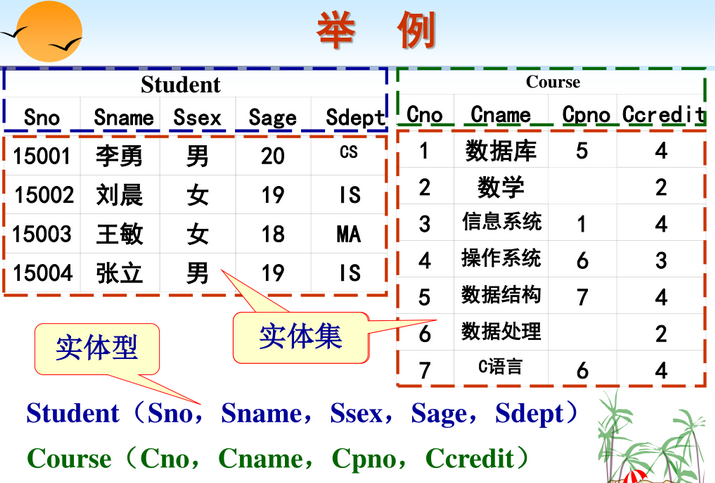 举 例
Student
Sno Sname Ssex Sage Sdept
15001 李勇 男 20 CS
15002 刘晨 女 19 IS
15003 王敏 女 18 MA
15004 张立 男 19 IS
Course
Cno Cname Cpno Ccredit
1 数据库 5 4
2 数学 2
3 信息系统 1 4
4 操作系统 6 3
5 数据结构 7 4
6 数据处理 2
7 C语言 6 4
实体集
实体型
Student（Sno，Sname，Ssex，Sage，Sdept）
Course（Cno，Cname，Cpno，Ccredit）